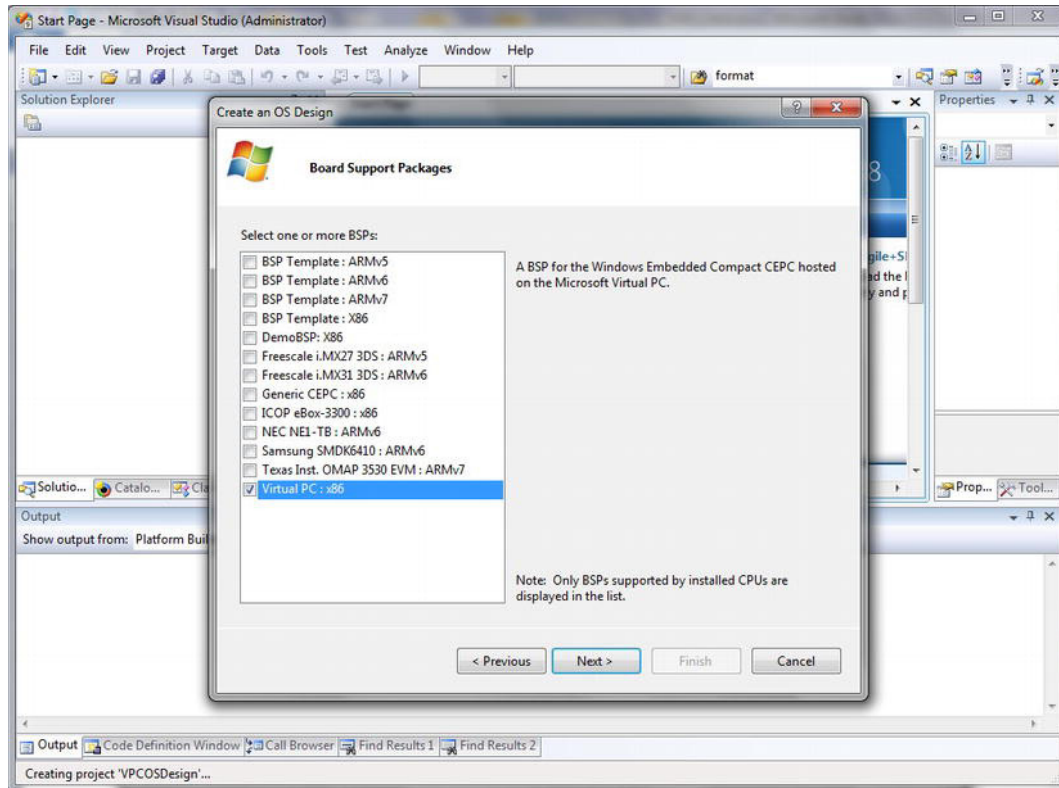 Start Page - Microsoft Visual Studio (Administrator)
File Edit View Project Target Data Tools Test Analyze Window Help
format
Solution Explorer
Properties
Create an OS Design
Board Support Packages
8
Select one or more BSPs:
BSP Template : ARMv5
BSP Template : ARMv6
BSP Template : ARMv7
BSP Template : X86
DemoBSP: X86
Freescale i.MX27 3DS : ARMv5
Freescale i.MX31 3DS : ARMv6
Generic CEPC : x86
ICOP eBox-3300 : x86
NEC NE1-TB : ARMv6
Samsung SMDK6410 : ARMv6
Texas Inst. OMAP 3530 EVM : ARMv7
Virtual PC : x86
A BSP for the Windows Embedded Compact CEPC hosted
on the Microsoft Virtual PC.
Note: Only BSPs supported by installed CPUs are
displayed in the list.
< Previous Next > Finish Cancel
Solutio... Catalo... Cla
Prop... Tool...
Output
Show output from: Platform Buil
Output Code Definition Window Call Browser Find Results 1 Find Results 2
Creating project 'VPCOSDesign'...